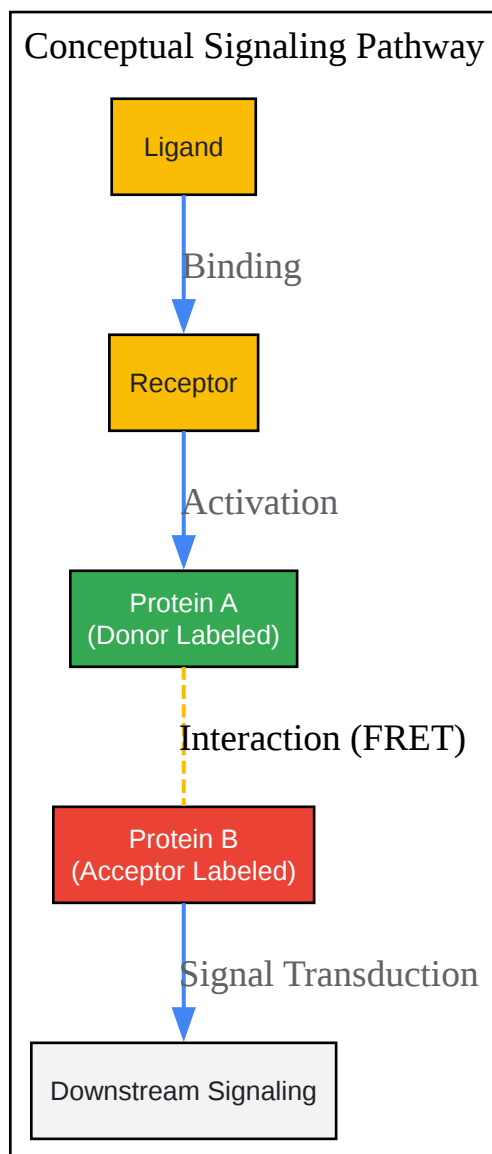 Conceptual Signaling Pathway
Ligand
Binding
Receptor
Activation
Protein A
(Donor Labeled)
Interaction (FRET)
Protein B
(Acceptor Labeled)
Signal Transduction
Downstream Signaling